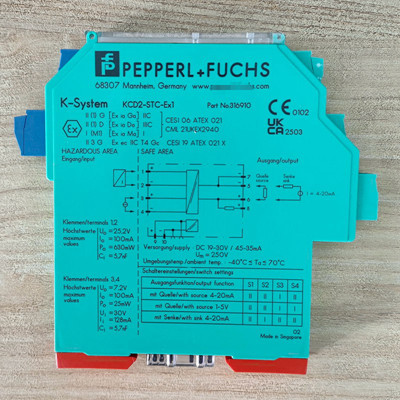 PEPPERL+FUCHS
68307 Mannheim, Germany
K-System KCD2-STC-Ex1 Part No.316910
II (1) G [Ex ia Ga] IIC
II (1) D [Ex ia Da] IIIC
I (M1) [Ex ia Ma] I
II 3 G Ex ec IIC T4 Gc
CESI 06 ATEX 021
CML 21UKEX2940
CESI 19 ATEX 021 X
CE 0102
UKCA 2503
HAZARDOUS AREA SAFE AREA
Eingang/input
Ausgang/output
Quelle source
Senke sink
I = 4-20mA
Klemmen/terminals 1,2
Höchstwerte maximum values
U₀ = 25.2V
I₀ = 100mA
P₀ = 630mW
Cᵢ = 5.7nF
Versorgung/supply DC 19-30V / 45-35mA
Uₘ = 250V
Umgebungstemp./ambient temp. -40°C ≤ Ta ≤ 70°C
Klemmen/terminals 3,4
Höchstwerte maximum values
U₀ = 7.2V
I₀ = 100mA
P₀ = 25mW
Uᵢ = 30V
Iᵢ = 128mA
Cᵢ = 5.7nF
Schaltereinstellungen/switch settings
Ausgangsfunktion/output function S1 S2 S3 S4
mit Quelle/with source 4-20mA II II I I
mit Quelle/with source 1-5V
mit Senke/with sink 4-20mA
02
Made in Singapore